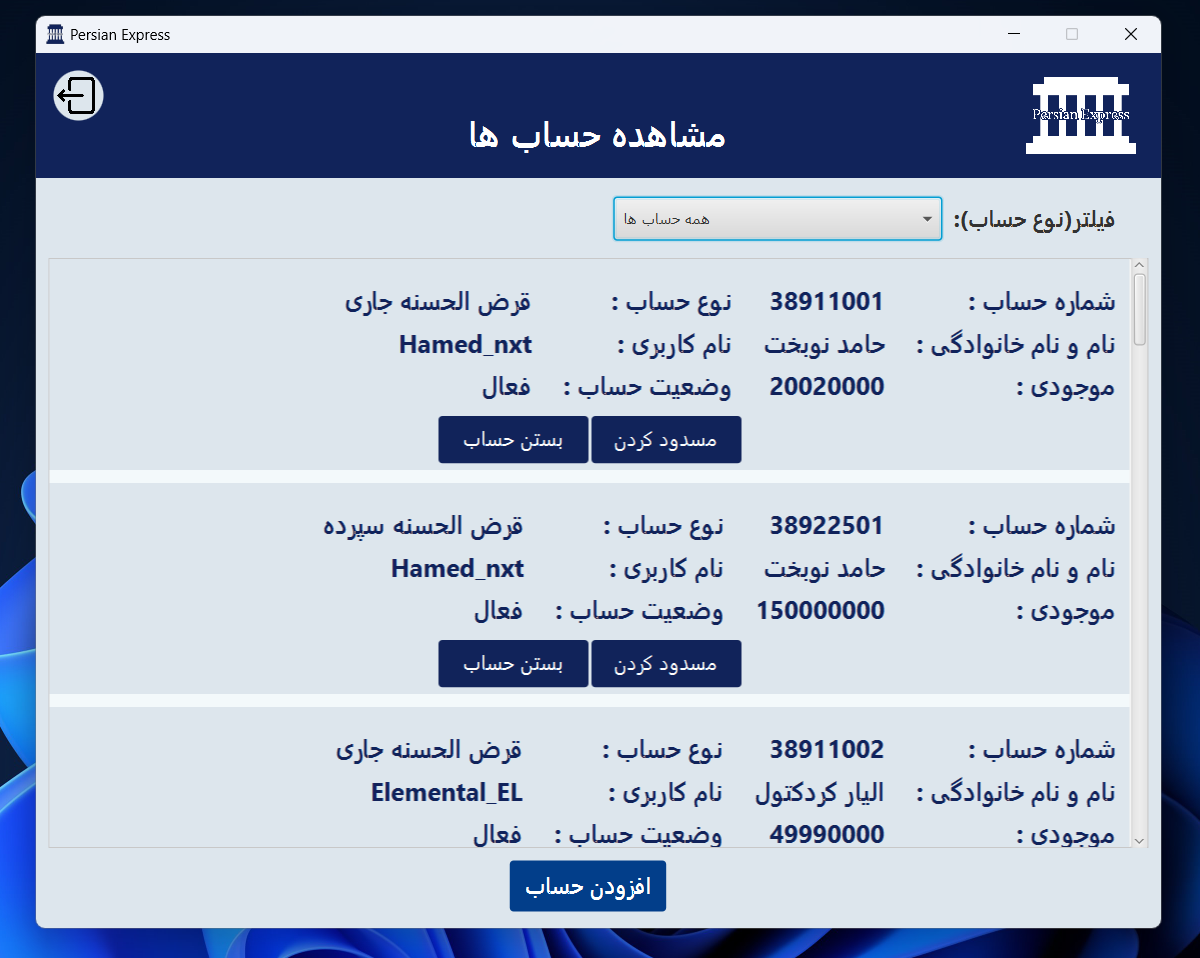 Persian Express
Persian Express
مشاهده حساب ها
فیلتر(نوع حساب): همه حساب ها
شماره حساب : 38911001 نوع حساب : قرض الحسنه جاری
نام و نام خانوادگی : حامد نوبخت نام کاربری : Hamed_nxt
موجودی : 20020000 وضعیت حساب : فعال
مسدود کردن بستن حساب
شماره حساب : 38922501 نوع حساب : قرض الحسنه سپرده
نام و نام خانوادگی : حامد نوبخت نام کاربری : Hamed_nxt
موجودی : 150000000 وضعیت حساب : فعال
مسدود کردن بستن حساب
شماره حساب : 38911002 نوع حساب : قرض الحسنه جاری
نام و نام خانوادگی : الیار کردکتول نام کاربری : Elemental_EL
موجودی : 49990000 وضعیت حساب : فعال
افزودن حساب